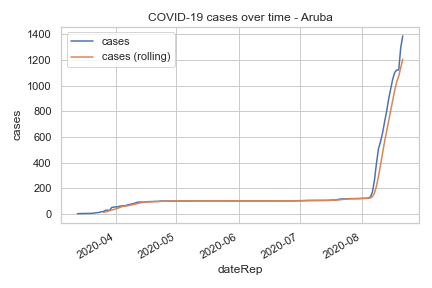 COVID-19 cases over time - Aruba
cases
cases (rolling)
1400
1200
1000
800
600
400
200
0
cases
2020-04
2020-05
2020-06
2020-07
2020-08
dateRep